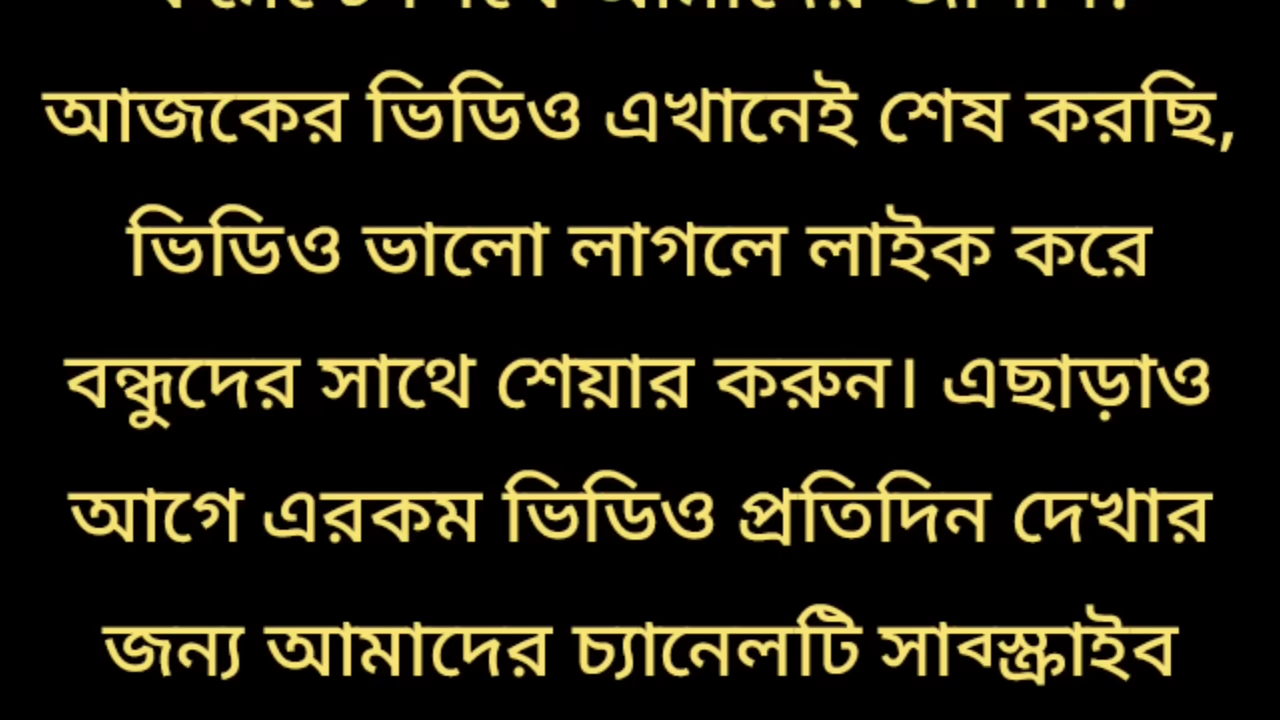 আজকের ভিডিও এখানেই শেষ করছি,
ভিডিও ভালো লাগলে লাইক করে
বন্ধুদের সাথে শেয়ার করুন। এছাড়াও
আগে এরকম ভিডিও প্রতিদিন দেখার
জন্য আমাদের চ্যানেলটি সাবস্ক্রাইব